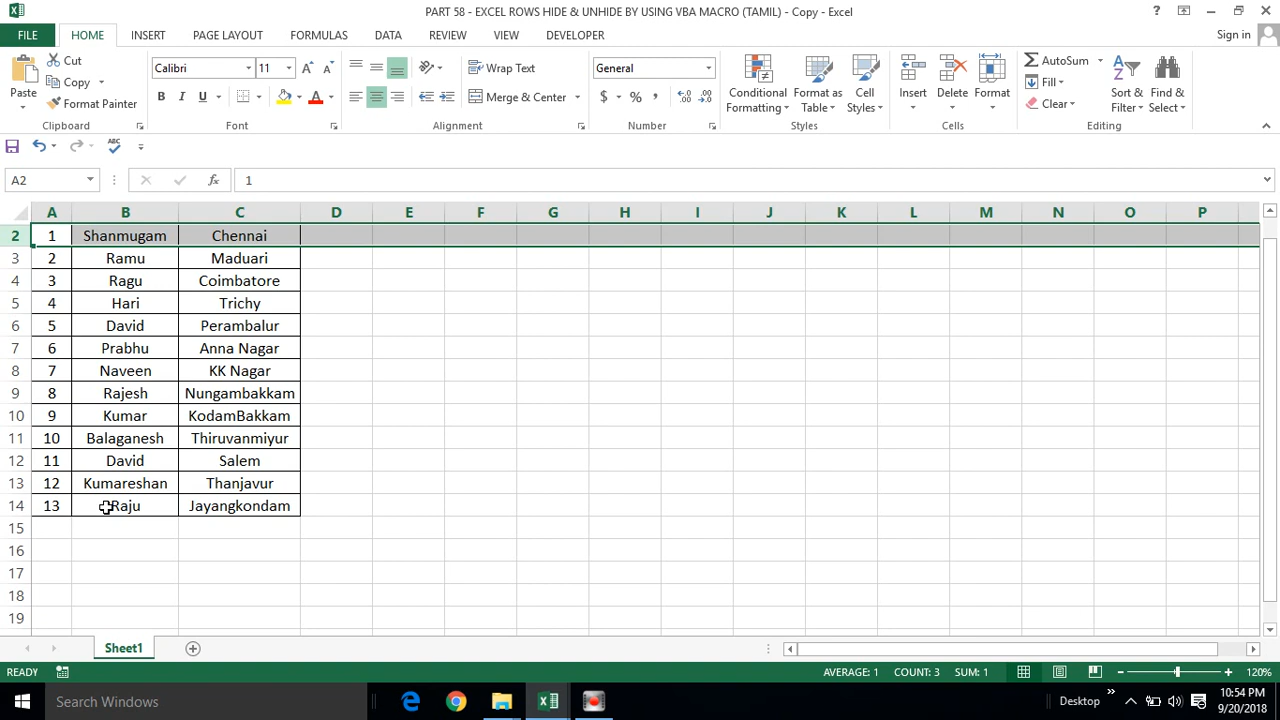 PART 58 - EXCEL ROWS HIDE & UNHIDE BY USING VBA MACRO (TAMIL) - Copy - Excel
FILE HOME INSERT PAGE LAYOUT FORMULAS DATA REVIEW VIEW DEVELOPER Sign in
Paste Cut Copy Format Painter Clipboard
Calibri 11 B I U A Font
Wrap Text Merge & Center Alignment
General $ % , Number
Conditional Formatting Format as Table Cell Styles Styles
Insert Delete Format Cells
AutoSum Fill Clear Sort & Filter Find & Select Editing
A2 fx 1
A B C D E F G H I J K L M N O P
2 1 Shanmugam Chennai
3 2 Ramu Maduari
4 3 Ragu Coimbatore
5 4 Hari Trichy
6 5 David Perambalur
7 6 Prabhu Anna Nagar
8 7 Naveen KK Nagar
9 8 Rajesh Nungambakkam
10 9 Kumar KodamBakkam
11 10 Balaganesh Thiruvanmiyur
12 11 David Salem
13 12 Kumareshan Thanjavur
14 13 Raju Jayangkondam
15
16
17
18
19
Sheet1
READY AVERAGE: 1 COUNT: 3 SUM: 1 120%
Search Windows Desktop 10:54 PM
9/20/2018